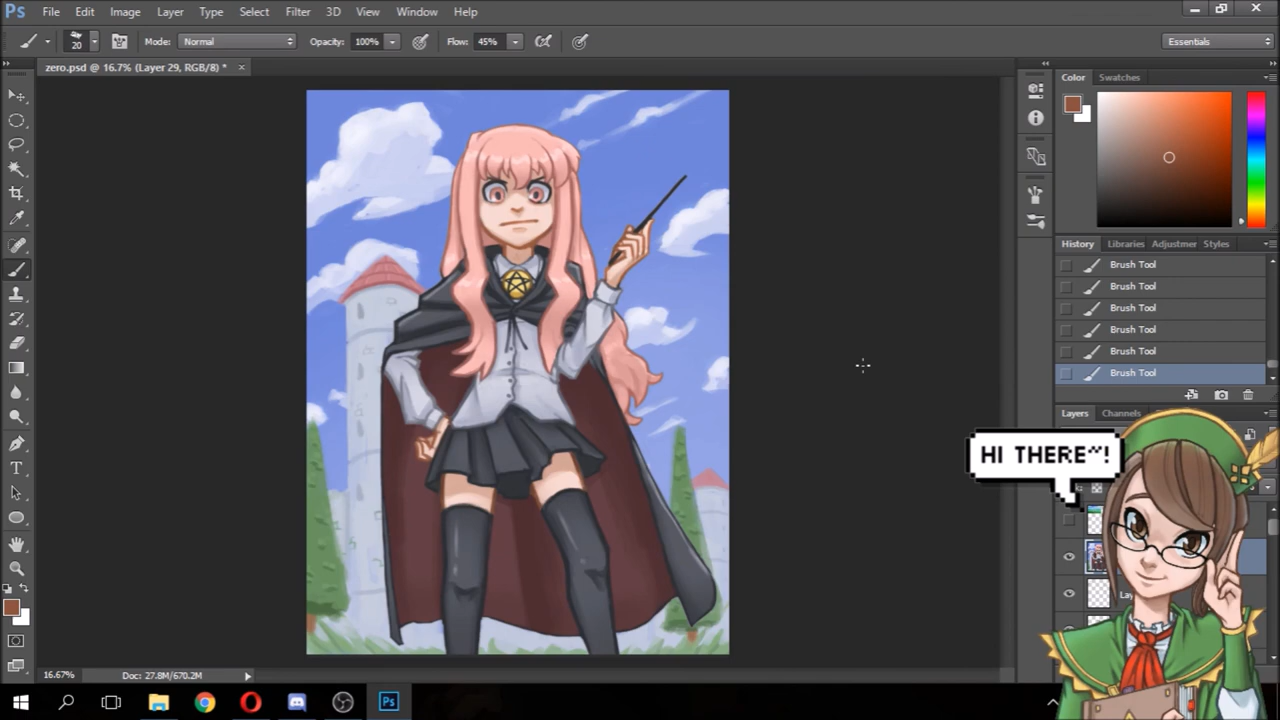 Ps File Edit Image Layer Type Select Filter 3D View Window Help
20 Mode: Normal Opacity: 100% Flow: 45% Essentials
zero.psd @ 16.7% (Layer 29, RGB/8) * ×
Color Swatches
History Libraries Adjustmer Styles
Brush Tool
Brush Tool
Brush Tool
Brush Tool
Brush Tool
Brush Tool
Layers Channels
HI THERE~!
16.67% Doc: 27.8M/670.2M
Ps